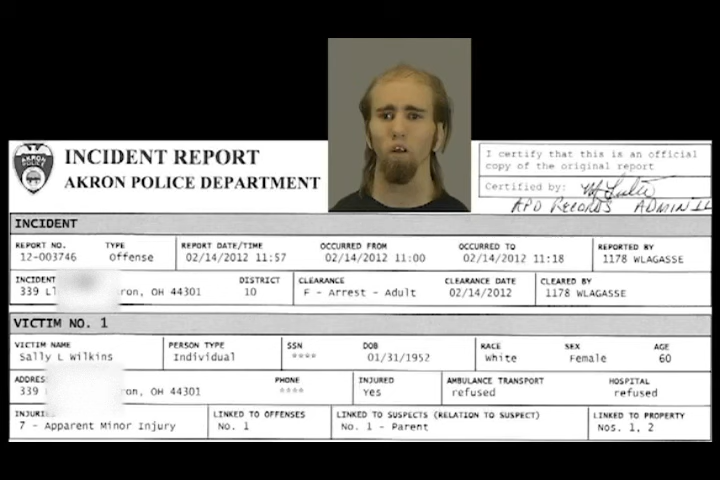 AKRON
POLICE
INCIDENT REPORT
AKRON POLICE DEPARTMENT
I certify that this is an official
copy of the original report
Certified by:
APD RECORDS ADMIN II
INCIDENT
REPORT NO. TYPE REPORT DATE/TIME OCCURRED FROM OCCURRED TO REPORTED BY
12-003746 Offense 02/14/2012 11:57 02/14/2012 11:00 02/14/2012 11:18 1178 WLAGASSE
INCIDENT DISTRICT CLEARANCE CLEARANCE DATE CLEARED BY
339 ron, OH 44301 10 F - Arrest - Adult 02/14/2012 1178 WLAGASSE
VICTIM NO. 1
VICTIM NAME PERSON TYPE SSN DOB RACE SEX AGE
Sally L Wilkins Individual **** 01/31/1952 White Female 60
ADDRES PHONE INJURED AMBULANCE TRANSPORT HOSPITAL
339 ron, OH 44301 **** Yes refused refused
INJURI LINKED TO OFFENSES LINKED TO SUSPECTS (RELATION TO SUSPECT) LINKED TO PROPERTY
7 - Apparent Minor Injury No. 1 No. 1 - Parent Nos. 1, 2